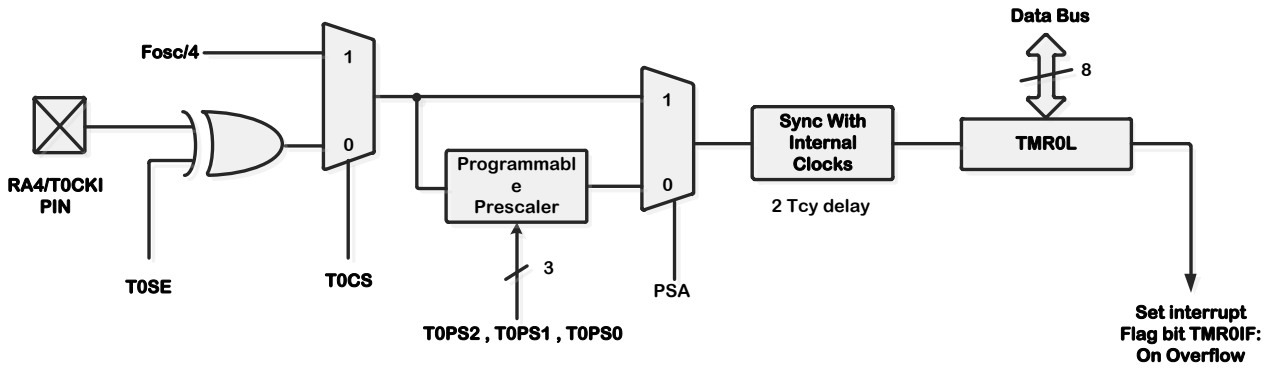 Data Bus
8
Fosc/4
1
0
RA4/T0CKI
PIN
T0SE
T0CS
Programmabl
e
Prescaler
3
T0PS2 , T0PS1 , T0PS0
1
0
PSA
Sync With
Internal
Clocks
2 Tcy delay
TMR0L
Set interrupt
Flag bit TMR0IF:
On Overflow